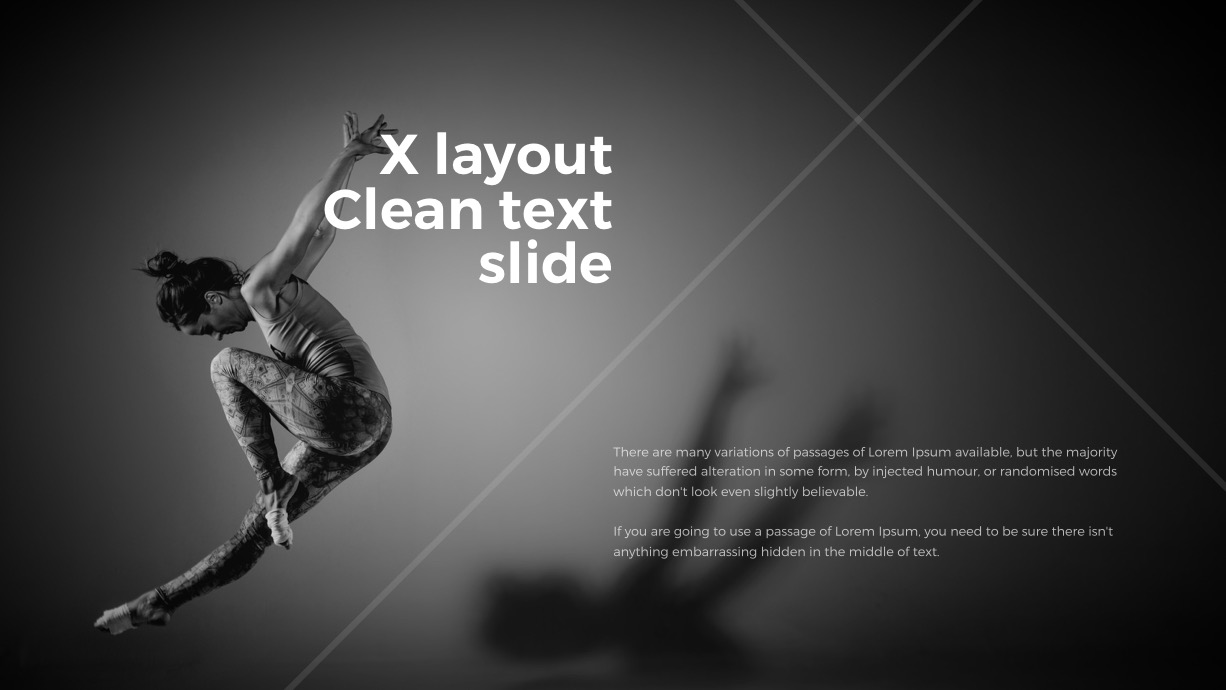 X layout
Clean text
slide
There are many variations of passages of Lorem Ipsum available, but the majority
have suffered alteration in some form, by injected humour, or randomised words
which don't look even slightly believable.
If you are going to use a passage of Lorem Ipsum, you need to be sure there isn't
anything embarrassing hidden in the middle of text.